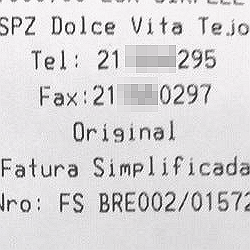 SPZ Dolce Vita Tejo
Tel: 21 295
Fax:21 0297
Original
Fatura Simplificada
Nro: FS BRE002/01572